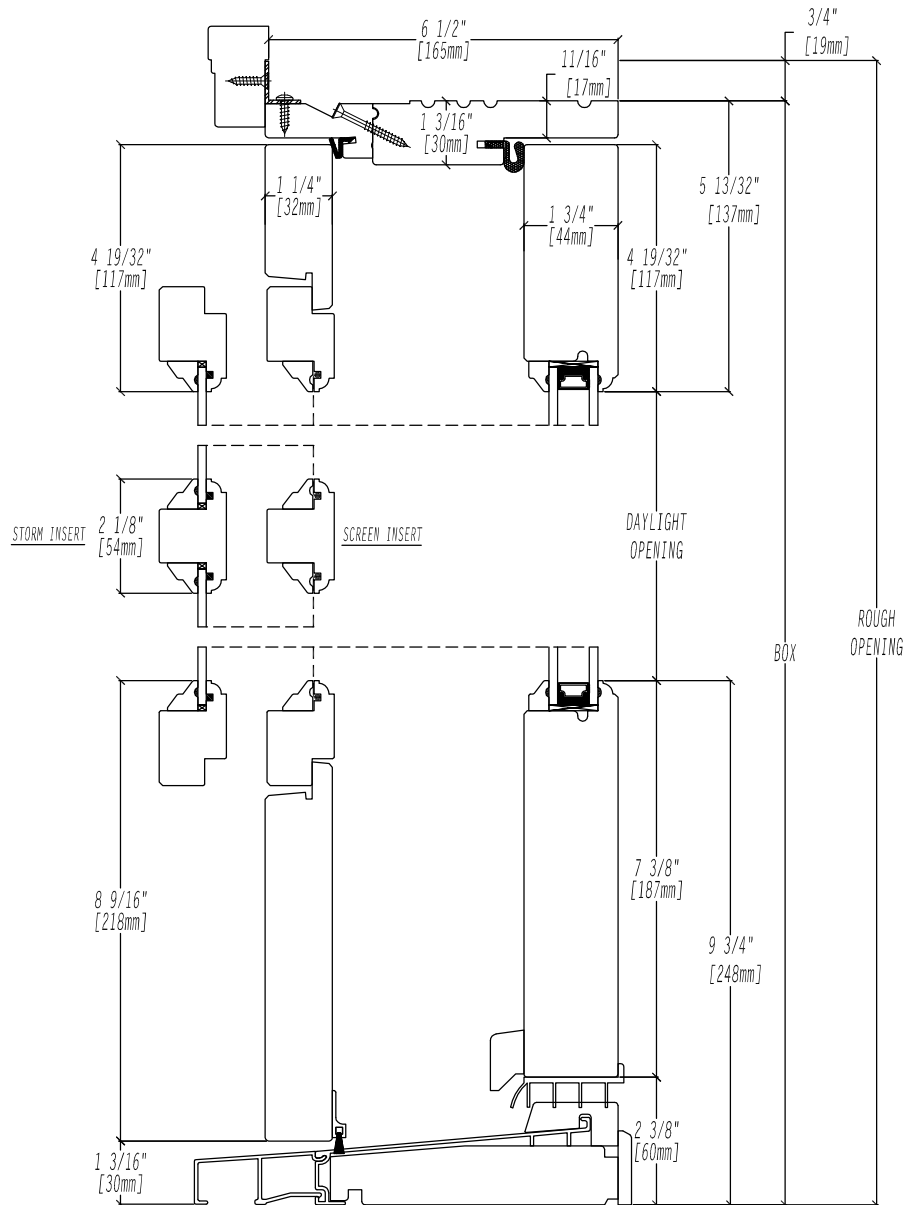 3/4"
[19mm]
6 1/2"
[165mm]
11/16"
[17mm]
1 3/16"
[30mm]
1 1/4"
[32mm]
5 13/32"
[137mm]
1 3/4"
[44mm]
4 19/32"
[117mm]
4 19/32"
[117mm]
STORM INSERT
2 1/8"
[54mm]
SCREEN INSERT
DAYLIGHT
OPENING
BOX
ROUGH
OPENING
8 9/16"
[218mm]
7 3/8"
[187mm]
9 3/4"
[248mm]
1 3/16"
[30mm]
2 3/8"
[60mm]